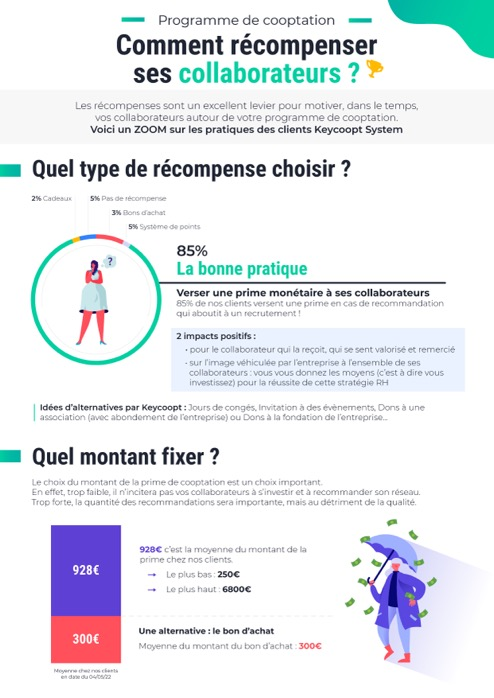 Programme de cooptation
Comment récompenser
ses collaborateurs ?
Les récompenses sont un excellent levier pour motiver, dans le temps,
vos collaborateurs autour de votre programme de cooptation.
Voici un ZOOM sur les pratiques des clients Keycoopt System
Quel type de récompense choisir ?
2% Cadeaux
5% Pas de récompense
3% Bons d'achat
5% Système de points
?
85%
La bonne pratique
Verser une prime monétaire à ses collaborateurs
85% de nos clients versent une prime en cas de recommandation
qui aboutit à un recrutement !
2 impacts positifs :
• pour le collaborateur qui la reçoit, qui se sent valorisé et remercié
• sur l'image véhiculée par l'entreprise à l'ensemble de ses
collaborateurs : vous vous donnez les moyens (c'est à dire vous
investissez) pour la réussite de cette stratégie RH
Idées d'alternatives par Keycoopt : Jours de congés, Invitation à des évènements, Dons à une
association (avec abondement de l'entreprise) ou Dons à la fondation de l'entreprise...
Quel montant fixer ?
Le choix du montant de la prime de cooptation est un choix important.
En effet, trop faible, il n'incitera pas vos collaborateurs à s'investir et à recommander son réseau.
Trop forte, la quantité des recommandations sera importante, mais au détriment de la qualité.
928€
928€ c'est la moyenne du montant de la
prime chez nos clients.
→ Le plus bas : 250€
→ Le plus haut : 6800€
300€
Une alternative : le bon d'achat
Moyenne du montant du bon d'achat : 300€
Moyenne chez nos clients
en date du 04/05/22